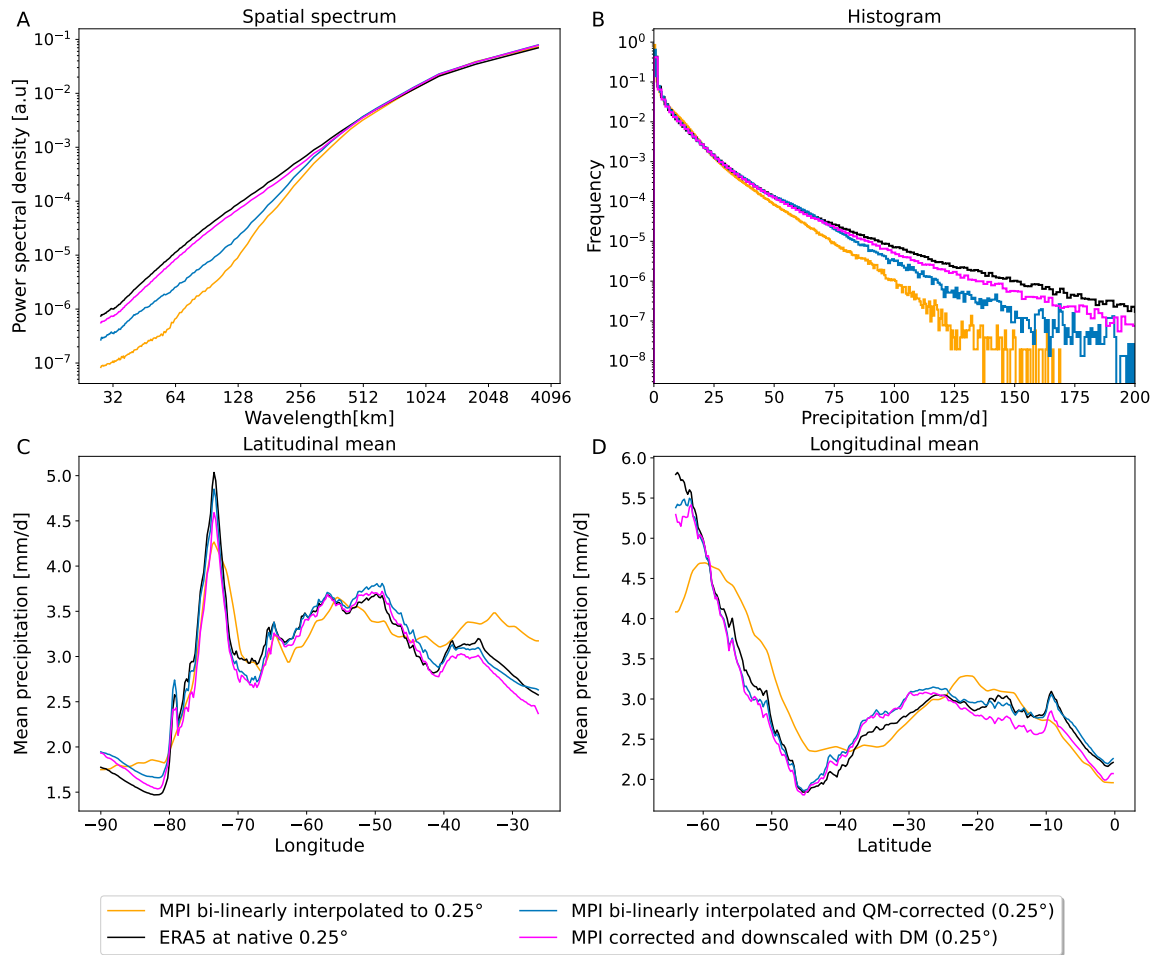 A
Spatial spectrum
Power spectral density [a.u]
10⁻¹
10⁻²
10⁻³
10⁻⁴
10⁻⁵
10⁻⁶
10⁻⁷
32 64 128 256 512 1024 2048 4096
Wavelength[km]
B
Histogram
Frequency
10⁰
10⁻¹
10⁻²
10⁻³
10⁻⁴
10⁻⁵
10⁻⁶
10⁻⁷
10⁻⁸
0 25 50 75 100 125 150 175 200
Precipitation [mm/d]
C
Latitudinal mean
Mean precipitation [mm/d]
5.0
4.5
4.0
3.5
3.0
2.5
2.0
1.5
−90 −80 −70 −60 −50 −40 −30
Longitude
D
Longitudinal mean
Mean precipitation [mm/d]
6.0
5.5
5.0
4.5
4.0
3.5
3.0
2.5
2.0
−60 −50 −40 −30 −20 −10 0
Latitude
MPI bi-linearly interpolated to 0.25°
ERA5 at native 0.25°
MPI bi-linearly interpolated and QM-corrected (0.25°)
MPI corrected and downscaled with DM (0.25°)